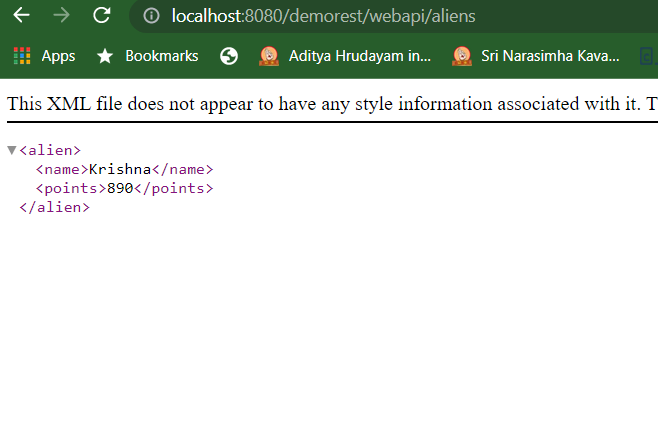 localhost:8080/demorest/webapi/aliens
Apps Bookmarks Aditya Hrudayam in... Sri Narasimha Kava...
This XML file does not appear to have any style information associated with it. T
<alien>
<name>Krishna</name>
<points>890</points>
</alien>